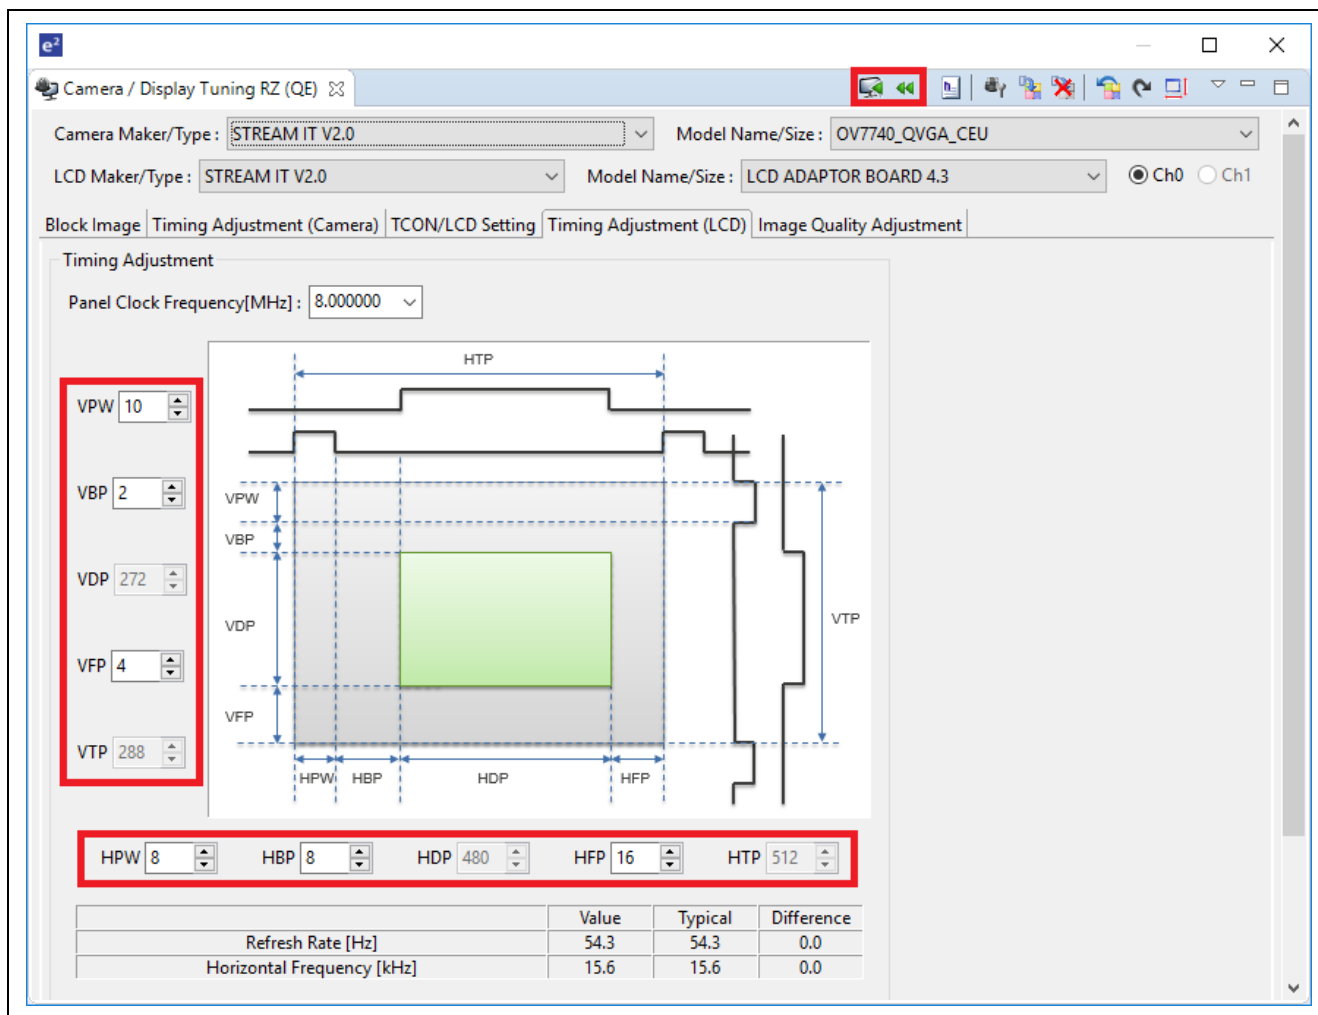 e²
Camera / Display Tuning RZ (QE)
Camera Maker/Type : STREAM IT V2.0 Model Name/Size : OV7740_QVGA_CEU
LCD Maker/Type : STREAM IT V2.0 Model Name/Size : LCD ADAPTOR BOARD 4.3 Ch0 Ch1
Block Image Timing Adjustment (Camera) TCON/LCD Setting Timing Adjustment (LCD) Image Quality Adjustment
Timing Adjustment
Panel Clock Frequency[MHz] : 8.000000
HTP
VPW 10
VBP 2
VPW
VBP
VDP 272
VDP
VTP
VFP 4
VFP
VTP 288
HPW HBP HDP HFP
HPW 8 HBP 8 HDP 480 HFP 16 HTP 512
Value Typical Difference
Refresh Rate [Hz] 54.3 54.3 0.0
Horizontal Frequency [kHz] 15.6 15.6 0.0